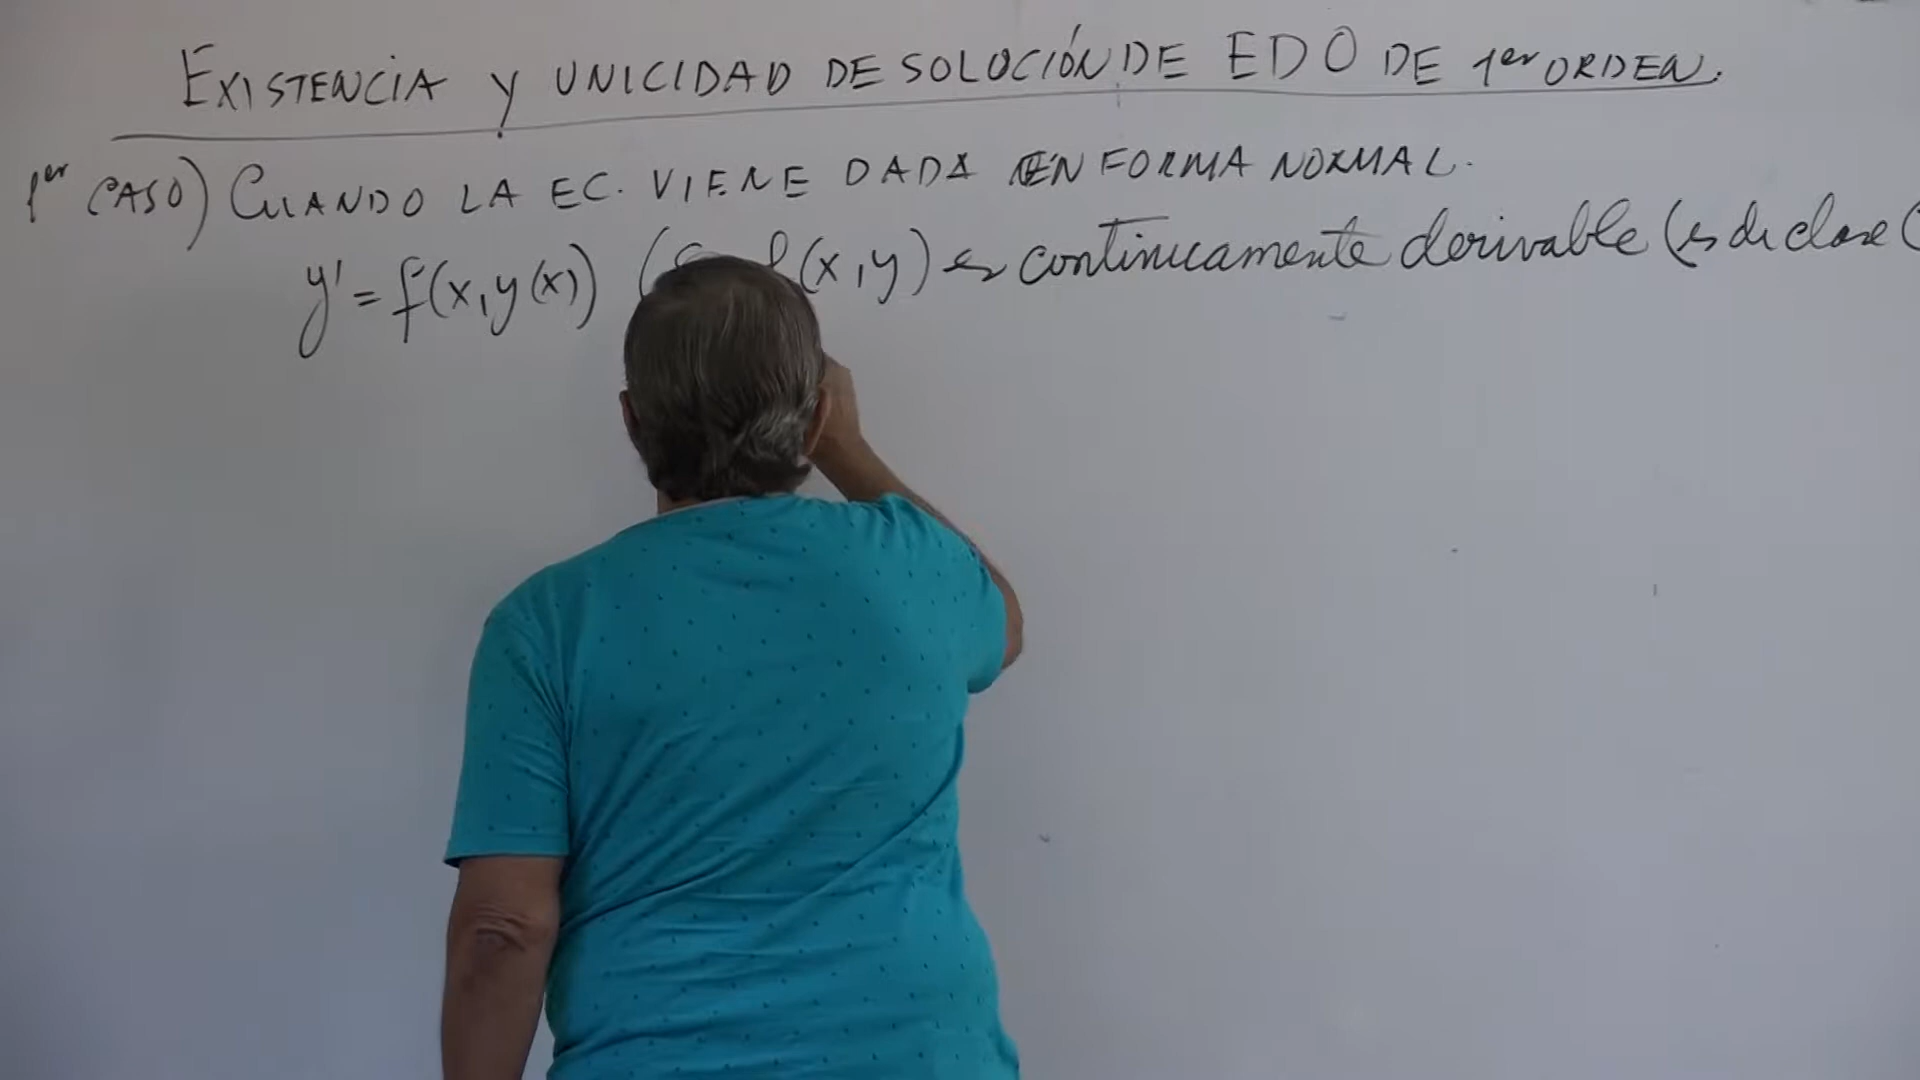 EXISTENCIA Y UNICIDAD DE SOLUCIÓN DE EDO DE 1er ORDEN.
1er CASO) CUANDO LA EC. VIENE DADA EN FORMA NORMAL.
y' = f(x, y(x)) ( (x, y) es continuamente derivable (es de clase